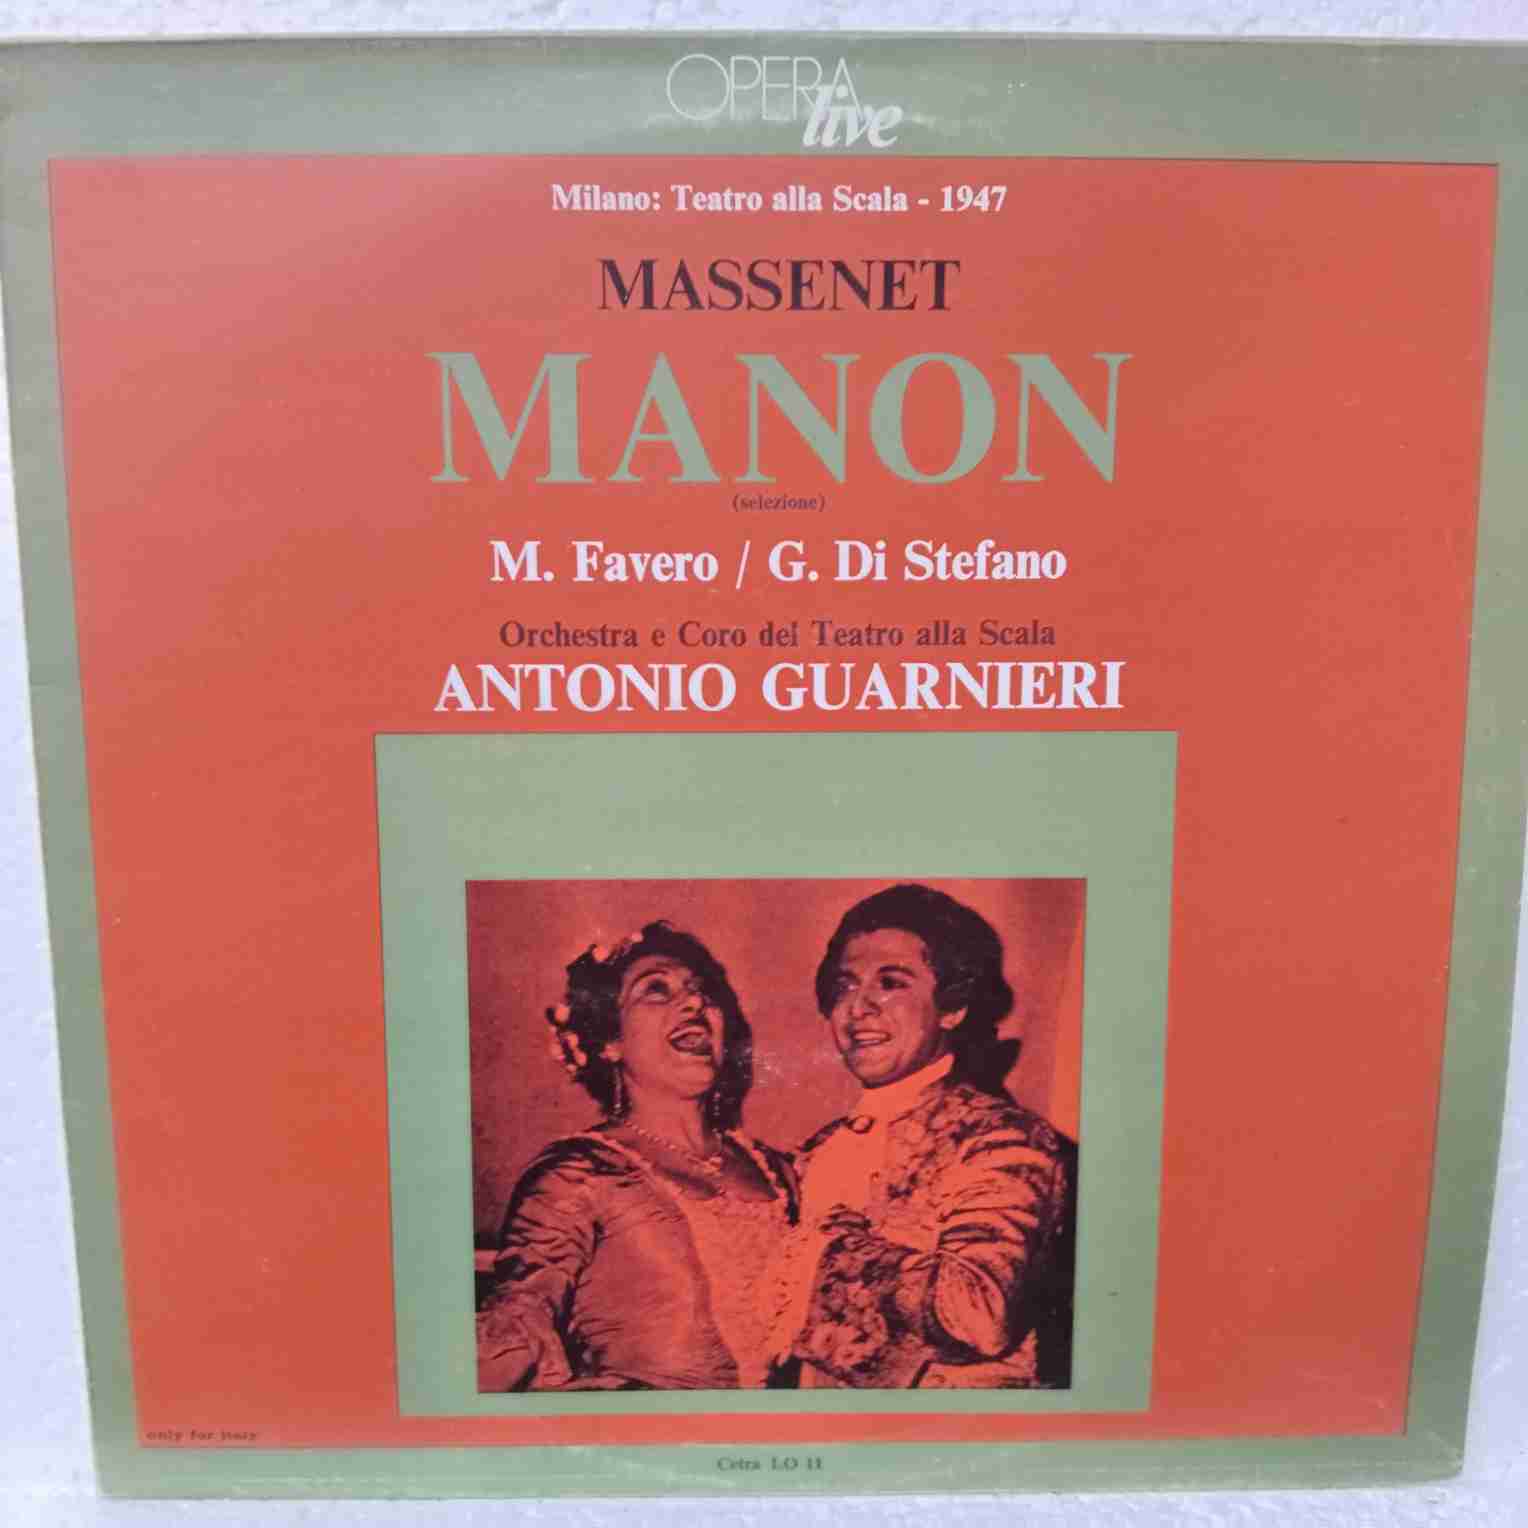 OPERA
live
Milano: Teatro alla Scala - 1947
MASSENET
MANON
(selezione)
M. Favero / G. Di Stefano
Orchestra e Coro del Teatro alla Scala
ANTONIO GUARNIERI
only for italy
Cetra LO 11